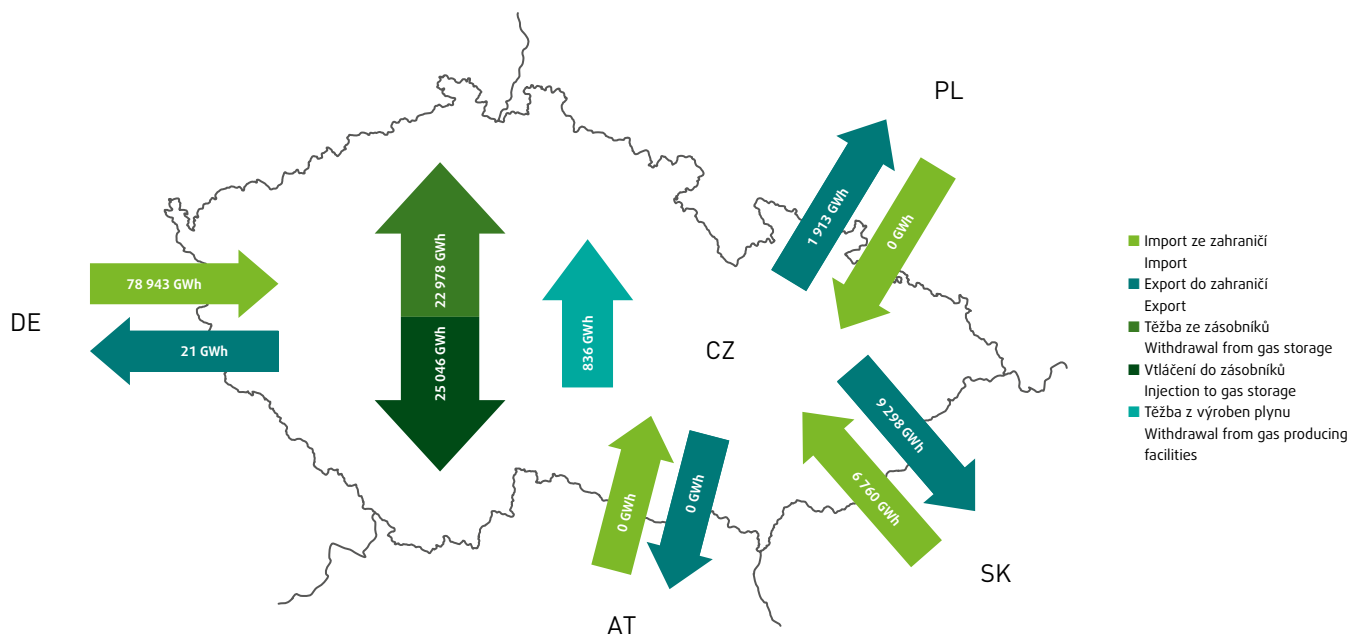 PL
1 913 GWh
0 GWh
DE
78 943 GWh
21 GWh
22 978 GWh
25 046 GWh
836 GWh
CZ
9 298 GWh
6 760 GWh
0 GWh
0 GWh
SK
AT
Import ze zahraničí
Import
Export do zahraničí
Export
Těžba ze zásobníků
Withdrawal from gas storage
Vtláčení do zásobníků
Injection to gas storage
Těžba z výroben plynu
Withdrawal from gas producing
facilities